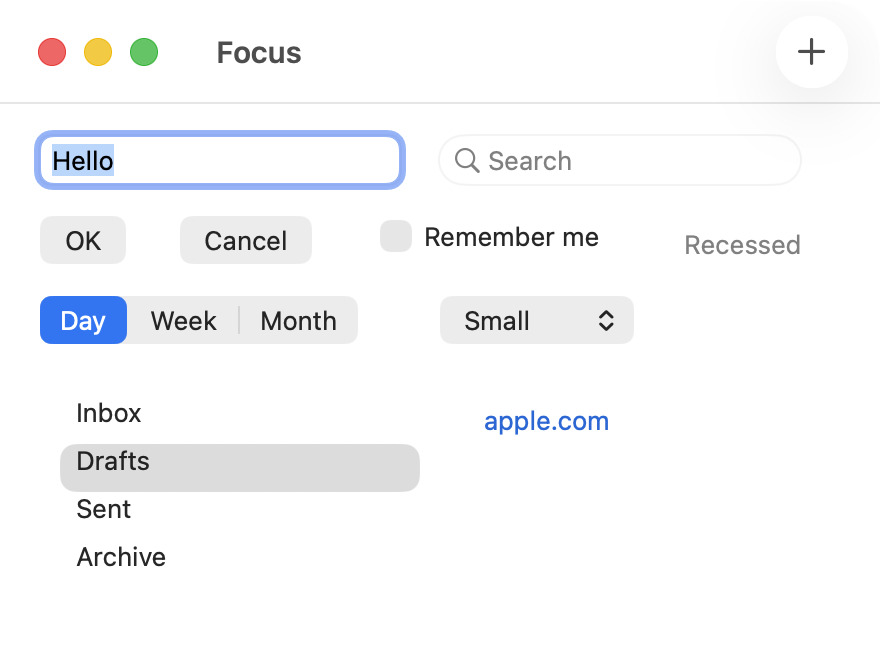 Focus
Hello
Search
OK
Cancel
Remember me
Recessed
Day
Week
Month
Small
Inbox
apple.com
Drafts
Sent
Archive